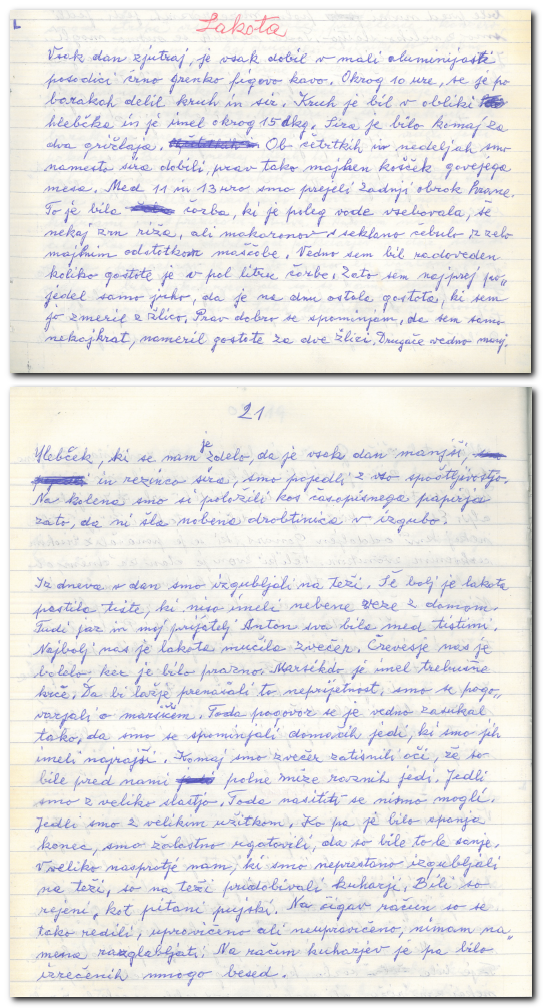 Lakota
Vsak dan zjutraj, je vsak dobil v mali aluminijasti
posodici črno grenko figovo kavo. Okrog 10 ure, se je po
barakah delil kruh in sir. Kruh je bil v obliki
hlebčka in je imel okrog 15 dkg. Sira je bilo komaj za
dva grižljaja. Ob četrtkih in nedeljah smo
namesto sira dobili, prav tako majhen košček govejega
mesa. Med 11 in 13 uro smo prejeli zadnji obrok hrane.
To je bila čorba, ki je poleg vode vsebovala, še
nekaj zrn riža, ali makaronov s seklano čebulo z zelo
majhnim odstotkom maščobe. Vedno sem bil radoveden
koliko gostote je v pol litru čorbe. Zato sem najprej po„
jedel samo juho, da je na dnu ostala gostota, ki sem
jo zmeril z žlico. Prav dobro se spominjam, da sem samo
nekajkrat, nameril gostote za dve žlici. Drugače vedno manj.
21
Hlebček, ki se nam je zdelo, da je vsak dan manjši,
in rezinco sira, smo pojedli z vso spoštljivostjo.
Na kolena smo si položili kos časopisnega papirja
zato, da ni šla nobena drobtinica v izgubo.
Iz dneva v dan smo izgubljali na teži. Še bolj je lakota
pestila tiste, ki niso imeli nobene veze z domom.
Tudi jaz in moj prijatelj Anton sva bila med tistimi.
Najbolj nas je lakota mučila zvečer. Črevesje nas je
bolelo, ker je bilo prazno. Marsikdo je imel trebušne
krče. Da bi lažje prenašali to neprijetnost, smo se pogo„
varjali o marsičem. Toda pogovor se je vedno zasukal
tako, da smo se spominjali domačih jedi, ki smo jih
imeli najrajši. Komaj smo zvečer zatisnili oči, že so
bile pred nami polne mize raznih jedi. Jedli
smo z veliko slastjo. Toda nasititi se nismo mogli.
Jedli smo z velikim užitkom. Ko pa je bilo spanja
konec, smo žalostno ugotovili, da so bile to le sanje.
V veliko nasprotje nam, ki smo neprestano izgubljali
na teži, so na teži pridobivali kuharji. Bili so
rejeni, kot pitani pujski. Na čigav račun so se
tako redili, upravičeno ali neupravičeno, nimam na„
mena razglabljati. Na račun kuharjev je pa bilo
izrečenih mnogo besed.